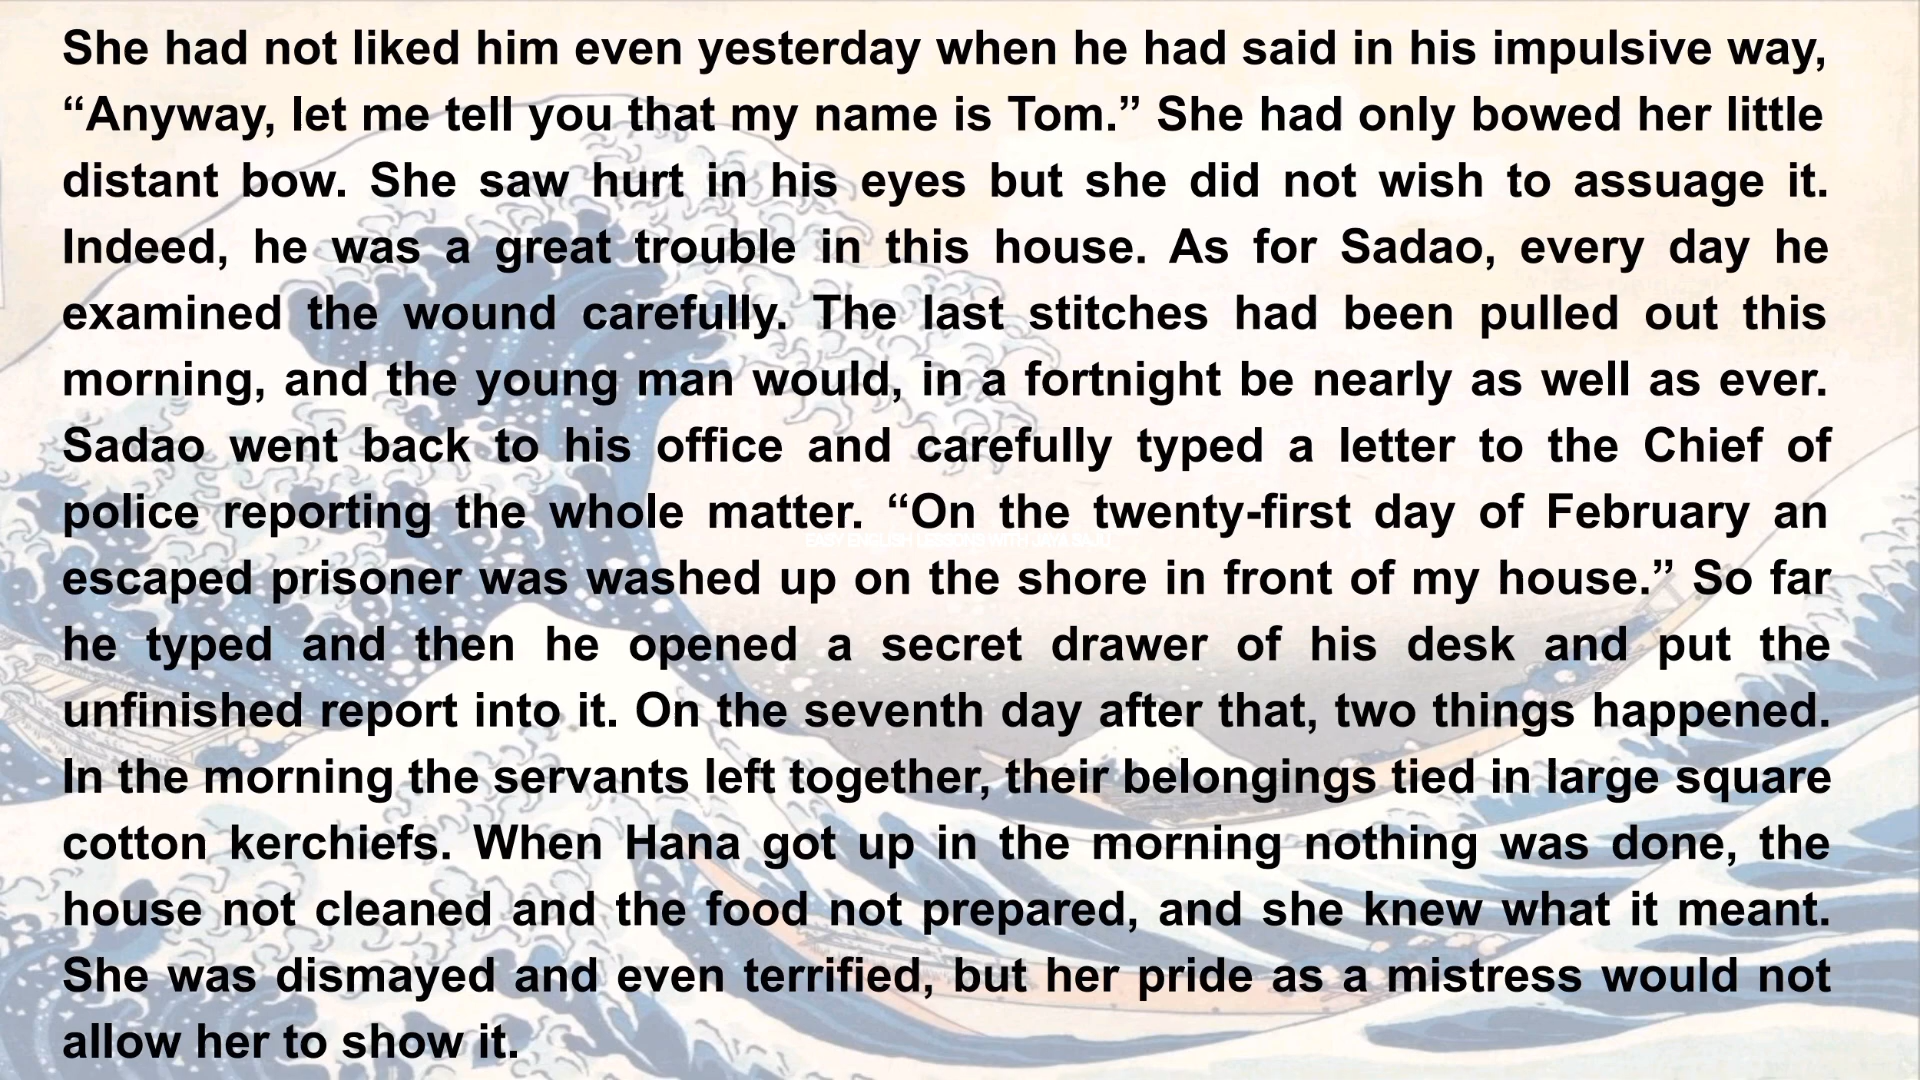 She had not liked him even yesterday when he had said in his impulsive way,
“Anyway, let me tell you that my name is Tom.” She had only bowed her little
distant bow. She saw hurt in his eyes but she did not wish to assuage it.
Indeed, he was a great trouble in this house. As for Sadao, every day he
examined the wound carefully. The last stitches had been pulled out this
morning, and the young man would, in a fortnight be nearly as well as ever.
Sadao went back to his office and carefully typed a letter to the Chief of
police reporting the whole matter. “On the twenty-first day of February an
EASY ENGLISH LESSONS WITH JAYA SAJU
escaped prisoner was washed up on the shore in front of my house.” So far
he typed and then he opened a secret drawer of his desk and put the
unfinished report into it. On the seventh day after that, two things happened.
In the morning the servants left together, their belongings tied in large square
cotton kerchiefs. When Hana got up in the morning nothing was done, the
house not cleaned and the food not prepared, and she knew what it meant.
She was dismayed and even terrified, but her pride as a mistress would not
allow her to show it.